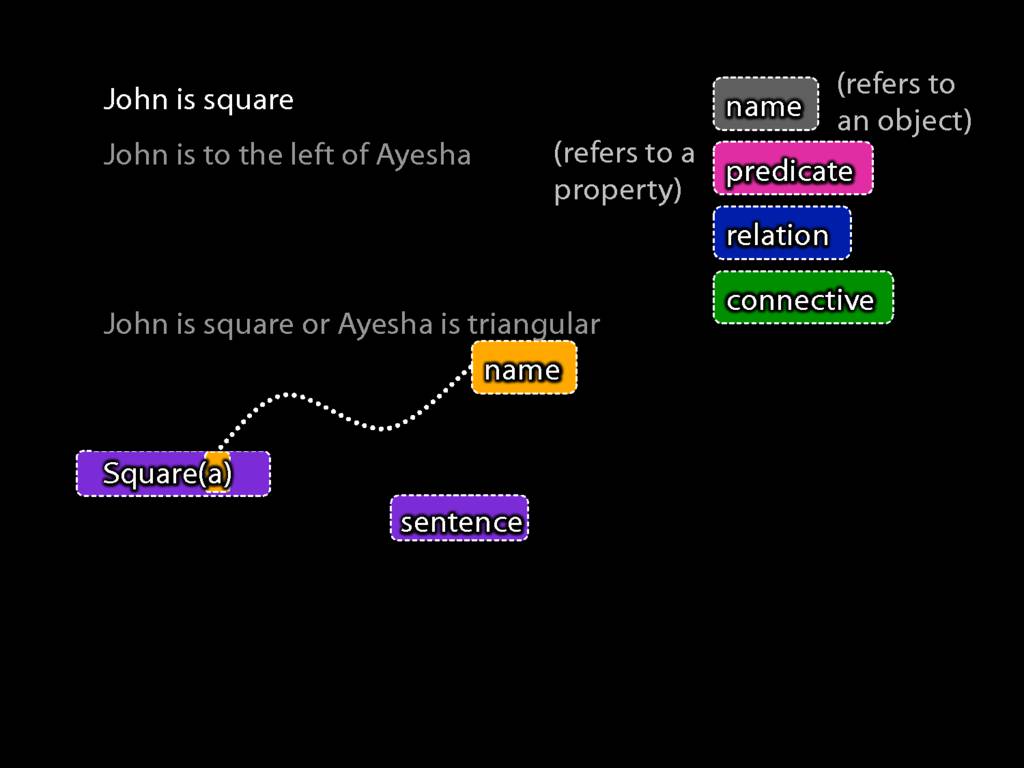 John is square
name
(refers to
an object)
John is to the left of Ayesha
(refers to a
property)
predicate
relation
connective
John is square or Ayesha is triangular
name
Square(a)
sentence